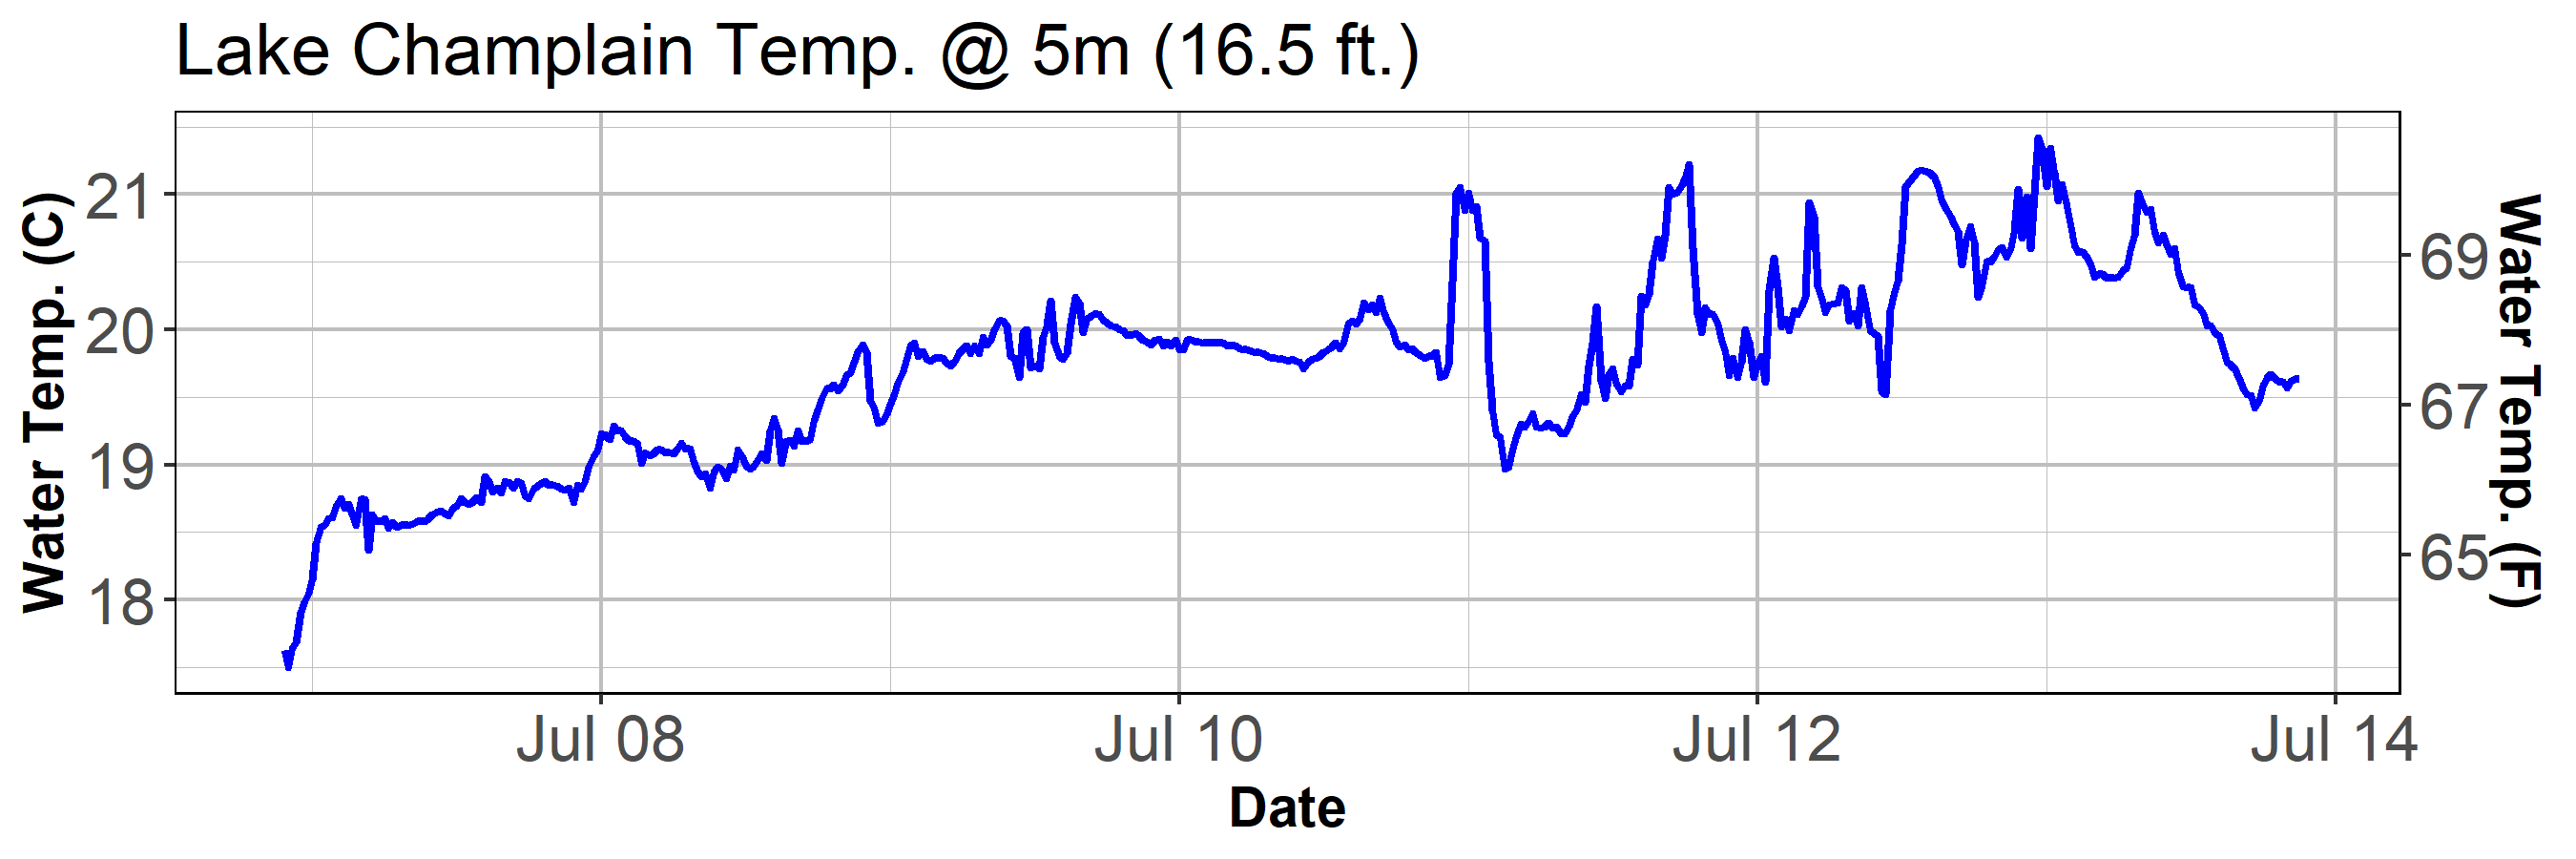 Lake Champlain Temp. @ 5m (16.5 ft.)
Water Temp. (C)
21
20
19
18
69
67
65
Water Temp. (F)
Jul 08
Jul 10
Jul 12
Jul 14
Date